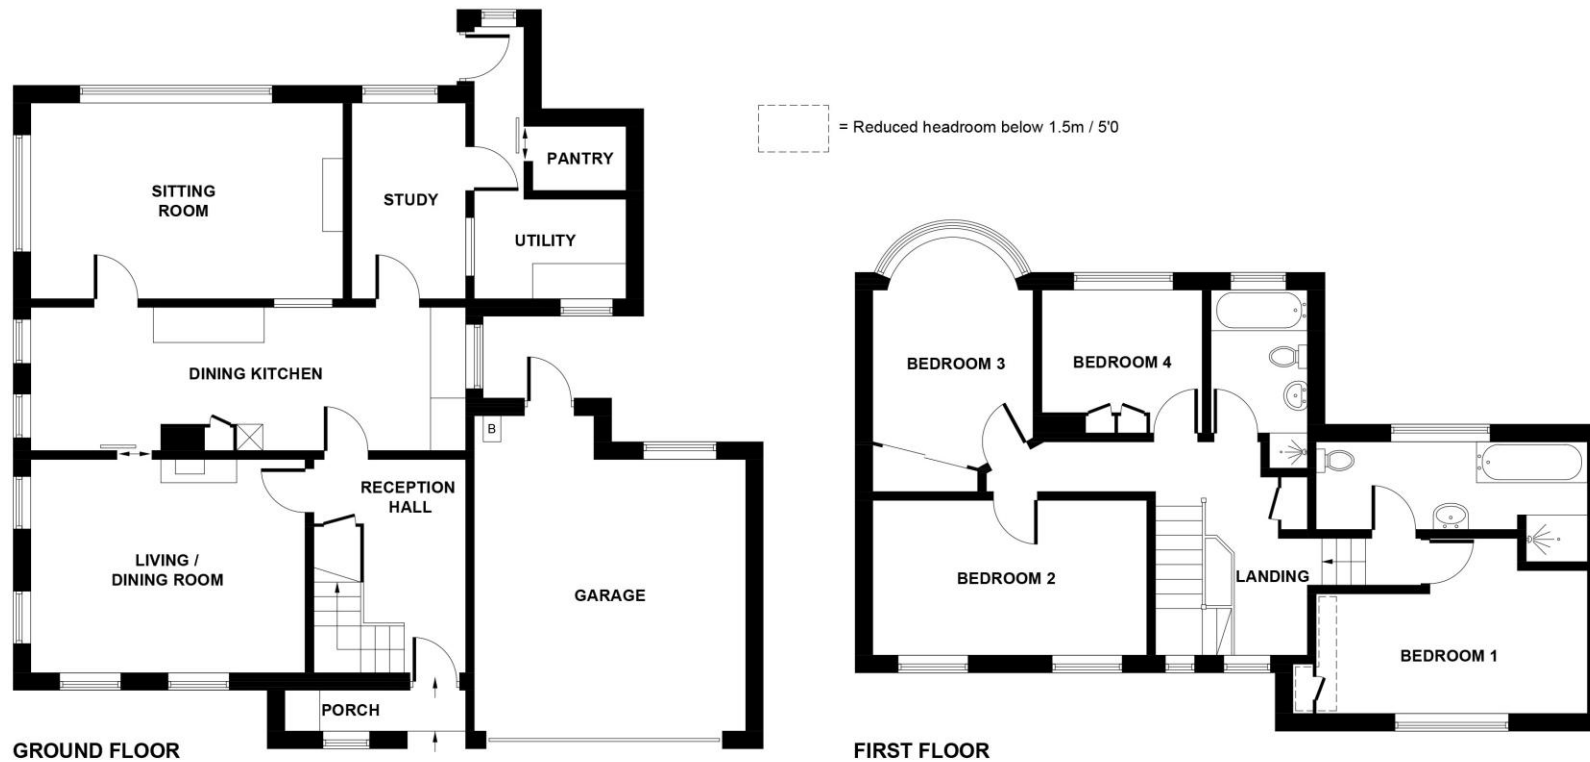 SITTING
ROOM
STUDY
PANTRY
UTILITY
DINING KITCHEN
B
RECEPTION
HALL
LIVING /
DINING ROOM
GARAGE
PORCH
GROUND FLOOR
= Reduced headroom below 1.5m / 5'0
BEDROOM 3
BEDROOM 4
BEDROOM 2
LANDING
BEDROOM 1
FIRST FLOOR